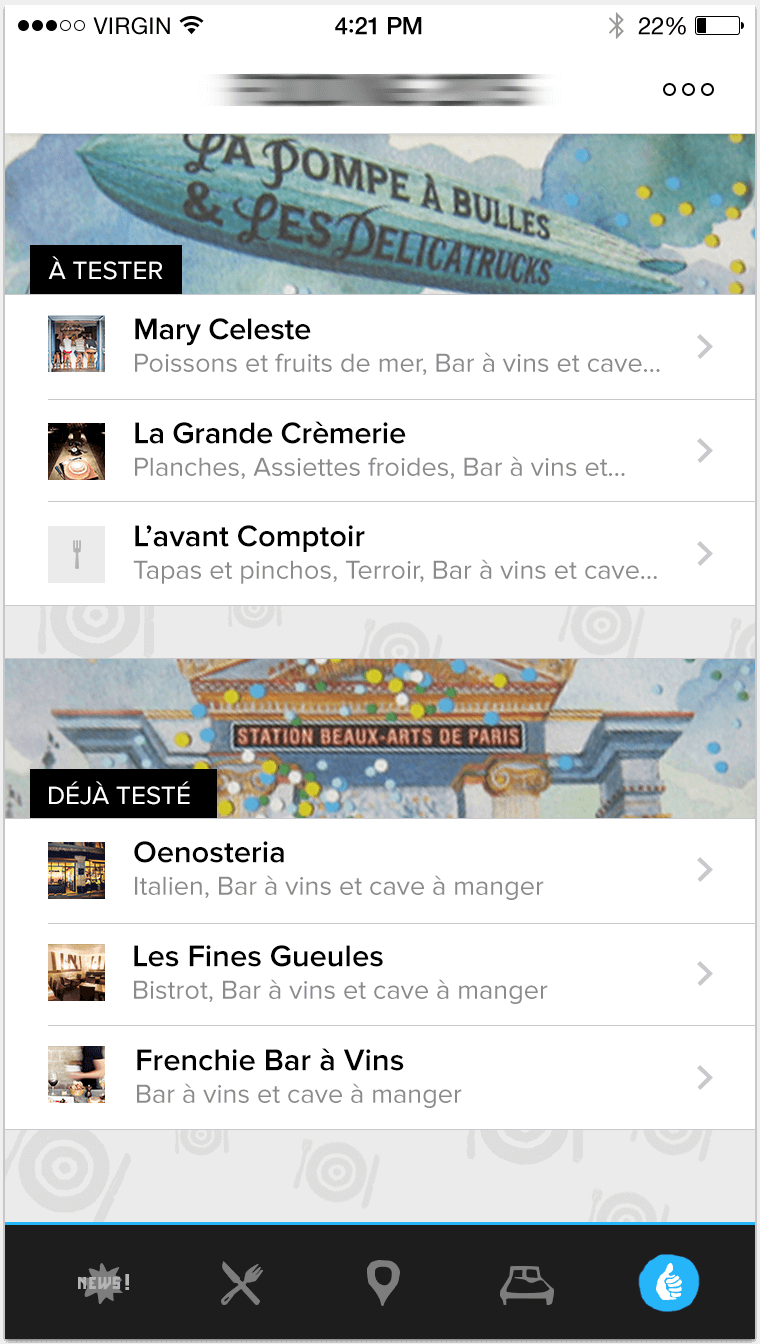 VIRGIN
4:21 PM
22%
LA POMPE À BULLES
& LES DELICATRUCKS
À TESTER
Mary Celeste
Poissons et fruits de mer, Bar à vins et cave...
La Grande Crèmerie
Planches, Assiettes froides, Bar à vins et...
L’avant Comptoir
Tapas et pinchos, Terroir, Bar à vins et cave...
STATION BEAUX-ARTS DE PARIS
DÉJÀ TESTÉ
Oenosteria
Italien, Bar à vins et cave à manger
Les Fines Gueules
Bistrot, Bar à vins et cave à manger
Frenchie Bar à Vins
Bar à vins et cave à manger
NEWS!